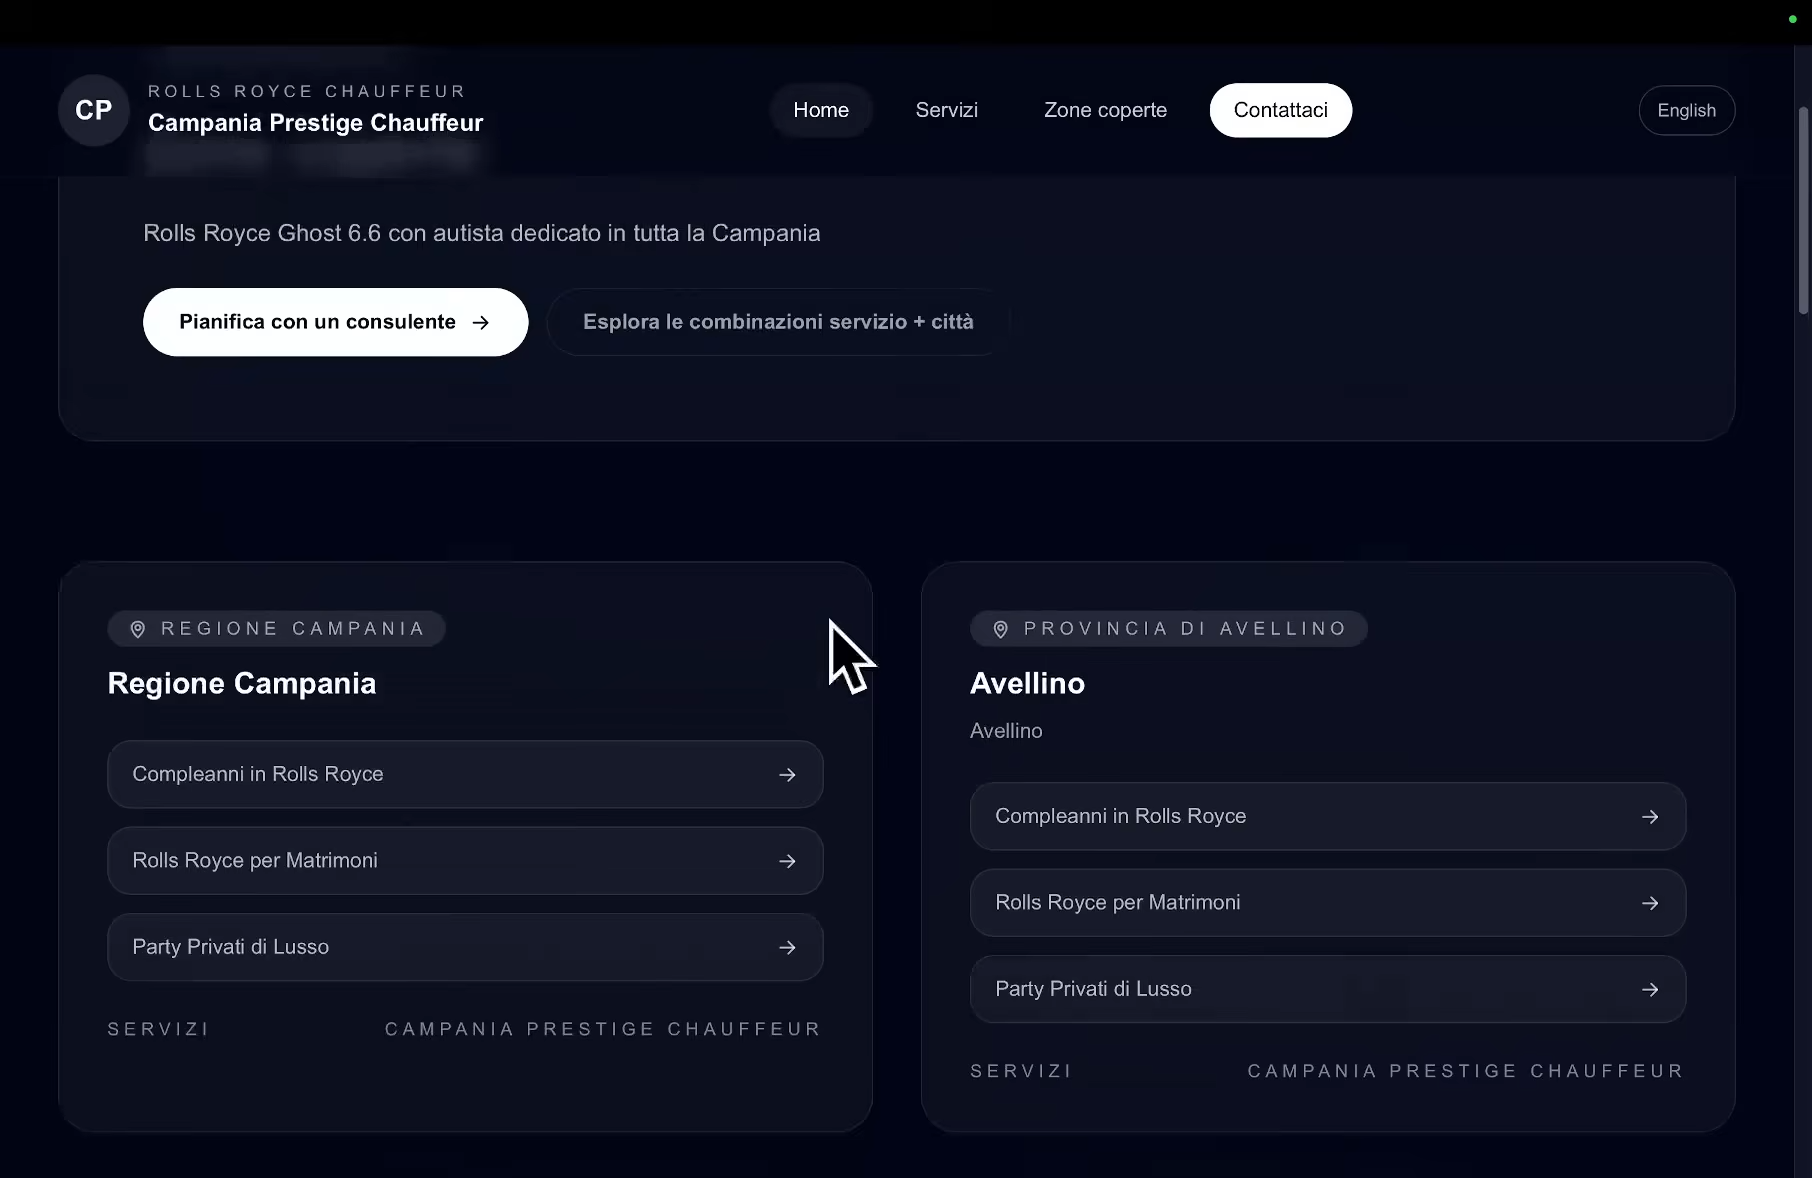 CP
ROLLS ROYCE CHAUFFEUR
Campania Prestige Chauffeur
Home
Servizi
Zone coperte
Contattaci
English
Rolls Royce Ghost 6.6 con autista dedicato in tutta la Campania
Pianifica con un consulente →
Esplora le combinazioni servizio + città
REGIONE CAMPANIA
Regione Campania
Compleanni in Rolls Royce →
Rolls Royce per Matrimoni →
Party Privati di Lusso →
SERVIZI
CAMPANIA PRESTIGE CHAUFFEUR
PROVINCIA DI AVELLINO
Avellino
Avellino
Compleanni in Rolls Royce →
Rolls Royce per Matrimoni →
Party Privati di Lusso →
SERVIZI
CAMPANIA PRESTIGE CHAUFFEUR